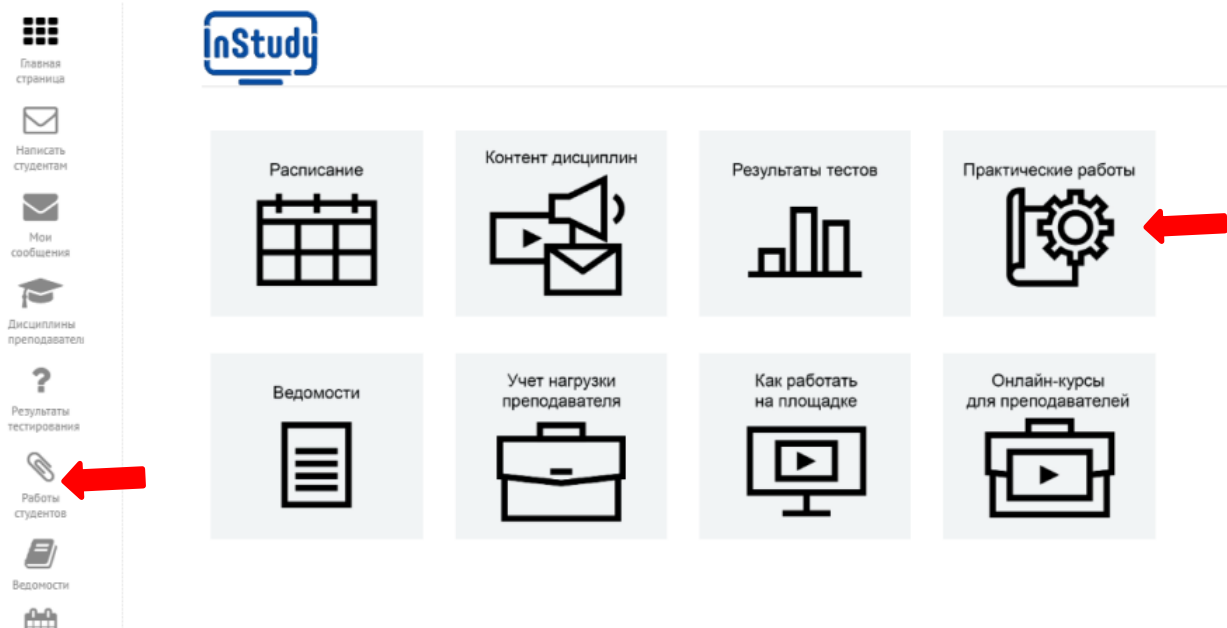 Главная
страница
Написать
студентам
Мои
сообщения
Дисциплины
преподавател
Результаты
тестирования
Работы
студентов
Ведомости
InStudy
Расписание
Контент дисциплин
Результаты тестов
Практические работы
Ведомости
Учет нагрузки
преподавателя
Как работать
на площадке
Онлайн-курсы
для преподавателей